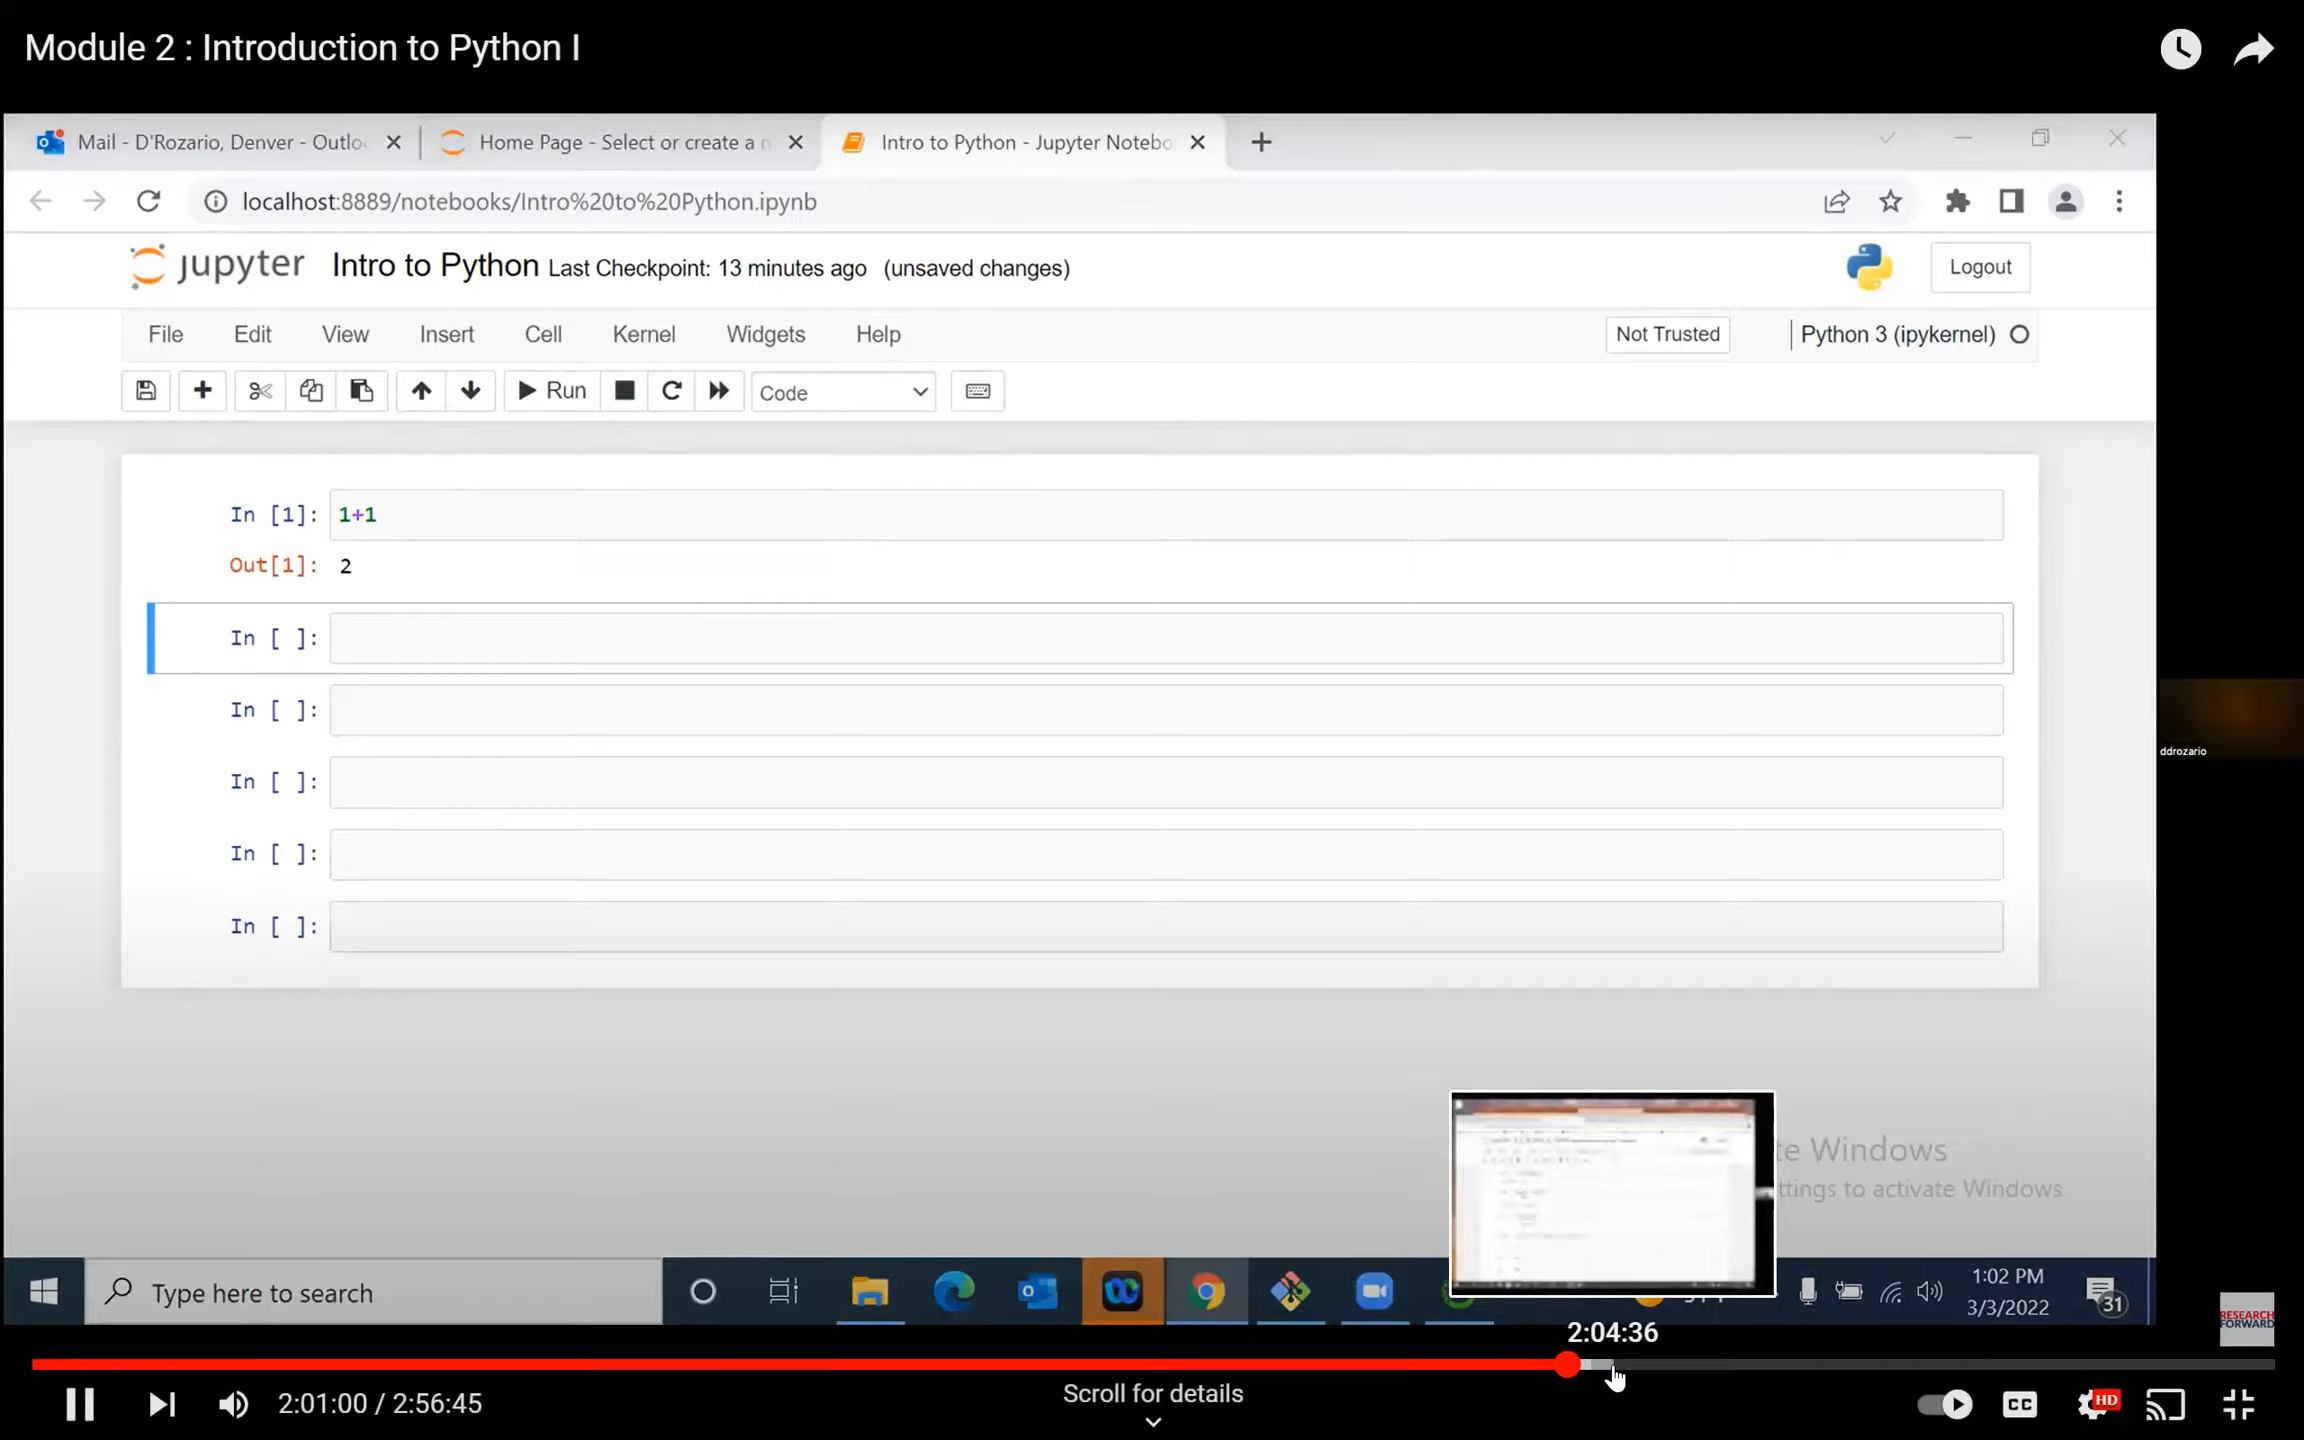 Module 2 : Introduction to Python I
Mail - D'Rozario, Denver - Outlo
Home Page - Select or create a n
Intro to Python - Jupyter Notebo
localhost:8889/notebooks/Intro%20to%20Python.ipynb
jupyter Intro to Python Last Checkpoint: 13 minutes ago (unsaved changes)
Logout
File Edit View Insert Cell Kernel Widgets Help
Not Trusted
Python 3 (ipykernel)
Run
Code
In [1]: 1+1
Out[1]: 2
In [ ]:
In [ ]:
ddrozario
In [ ]:
In [ ]:
In [ ]:
te Windows
ttings to activate Windows
Type here to search
1:02 PM
3/3/2022
31
RESEARCH
FORWARD
2:04:36
2:01:00 / 2:56:45
Scroll for details
CC
HD